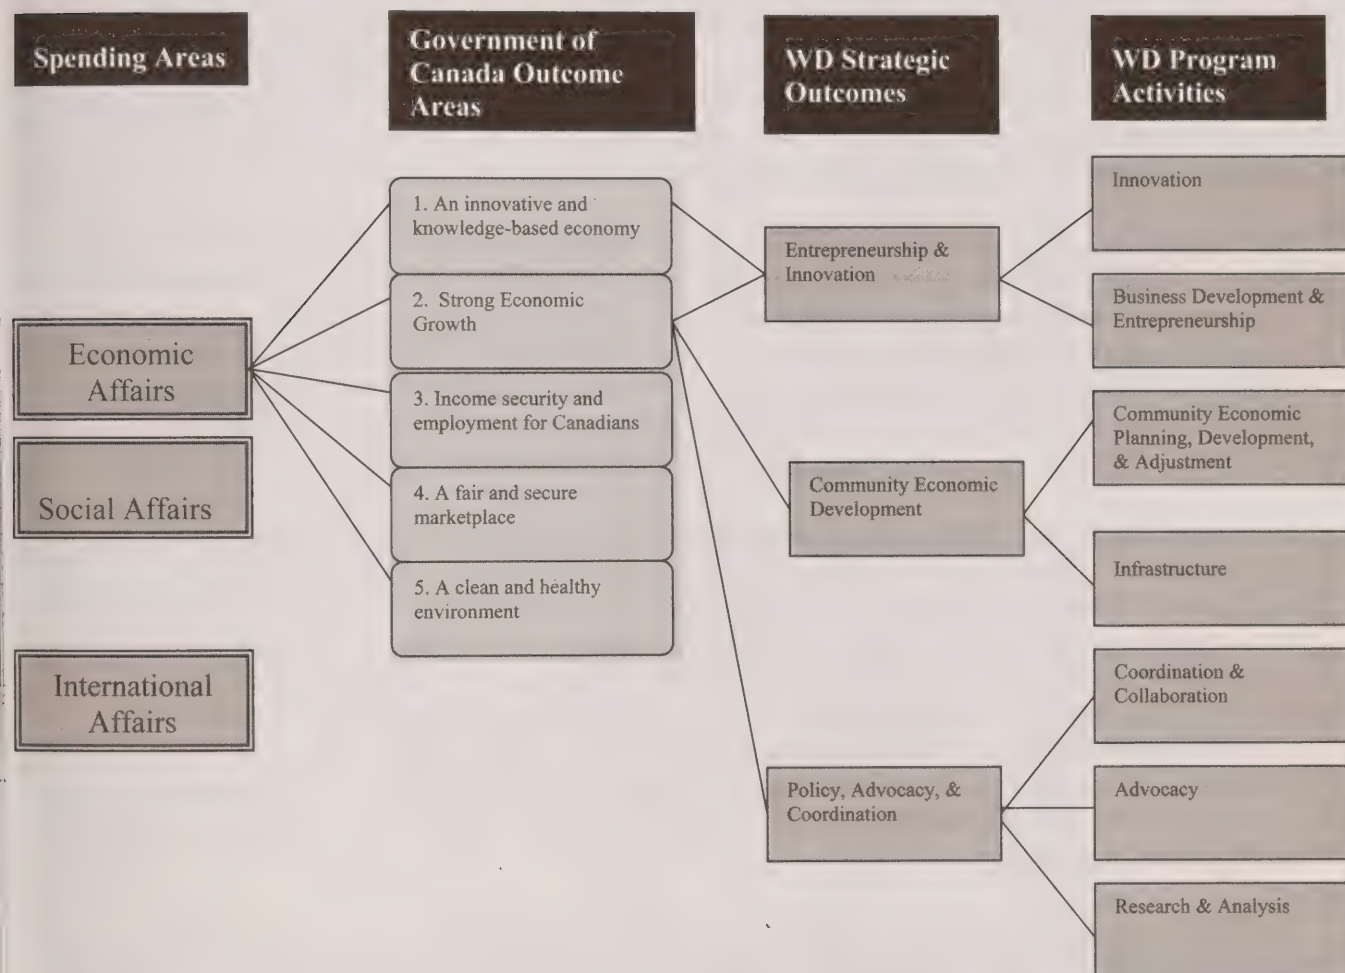 Spending Areas
Government of
Canada Outcome
Areas
WD Strategic
Outcomes
WD Program
Activities
Economic
Affairs
Social Affairs
International
Affairs
1. An innovative and
knowledge-based economy
2. Strong Economic
Growth
3. Income security and
employment for Canadians
4. A fair and secure
marketplace
5. A clean and healthy
environment
Entrepreneurship &
Innovation
Community Economic
Development
Policy, Advocacy, &
Coordination
Innovation
Business Development &
Entrepreneurship
Community Economic
Planning, Development,
& Adjustment
Infrastructure
Coordination &
Collaboration
Advocacy
Research & Analysis